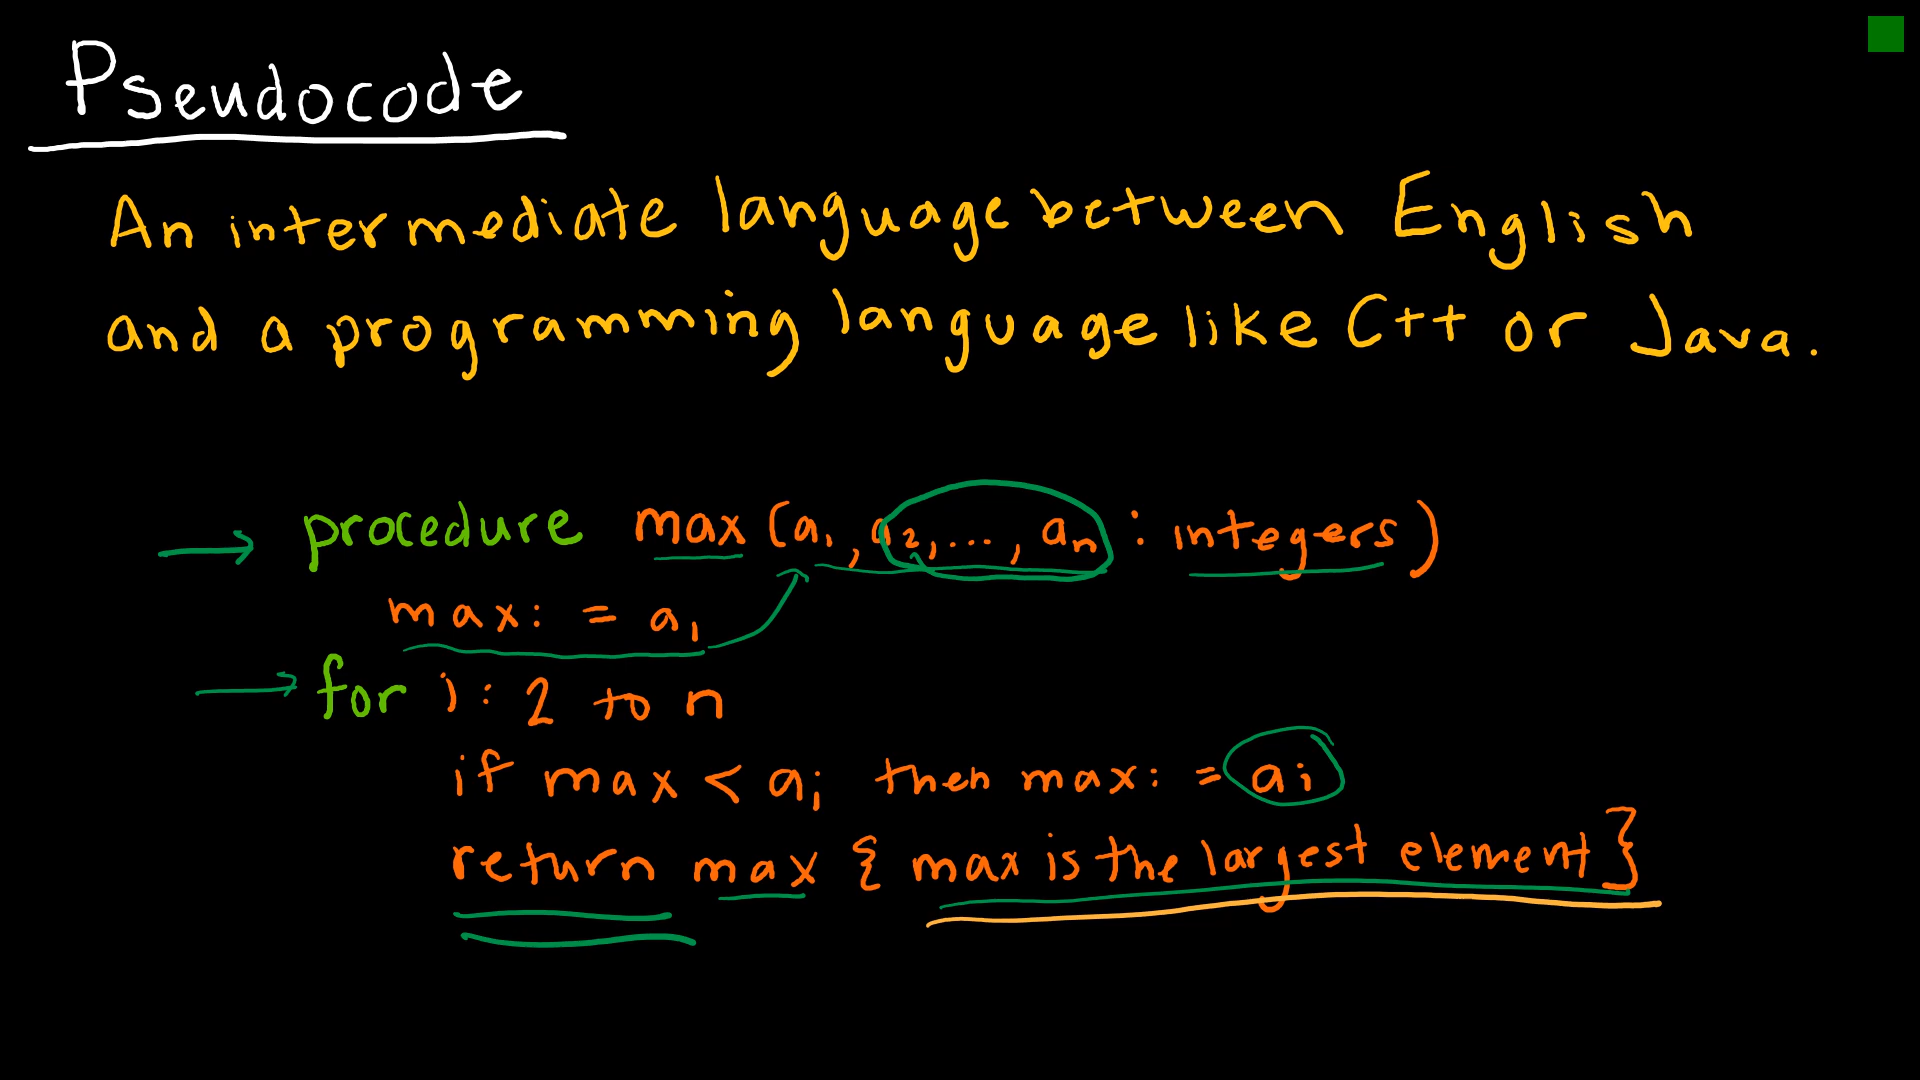 Pseudocode
An intermediate language between English
and a programming language like C++ or Java.
procedure max(a₁, a₂, ..., aₙ : integers)
max: = a₁
for i: 2 to n
if max < aᵢ then max: = aᵢ
return max { max is the largest element }